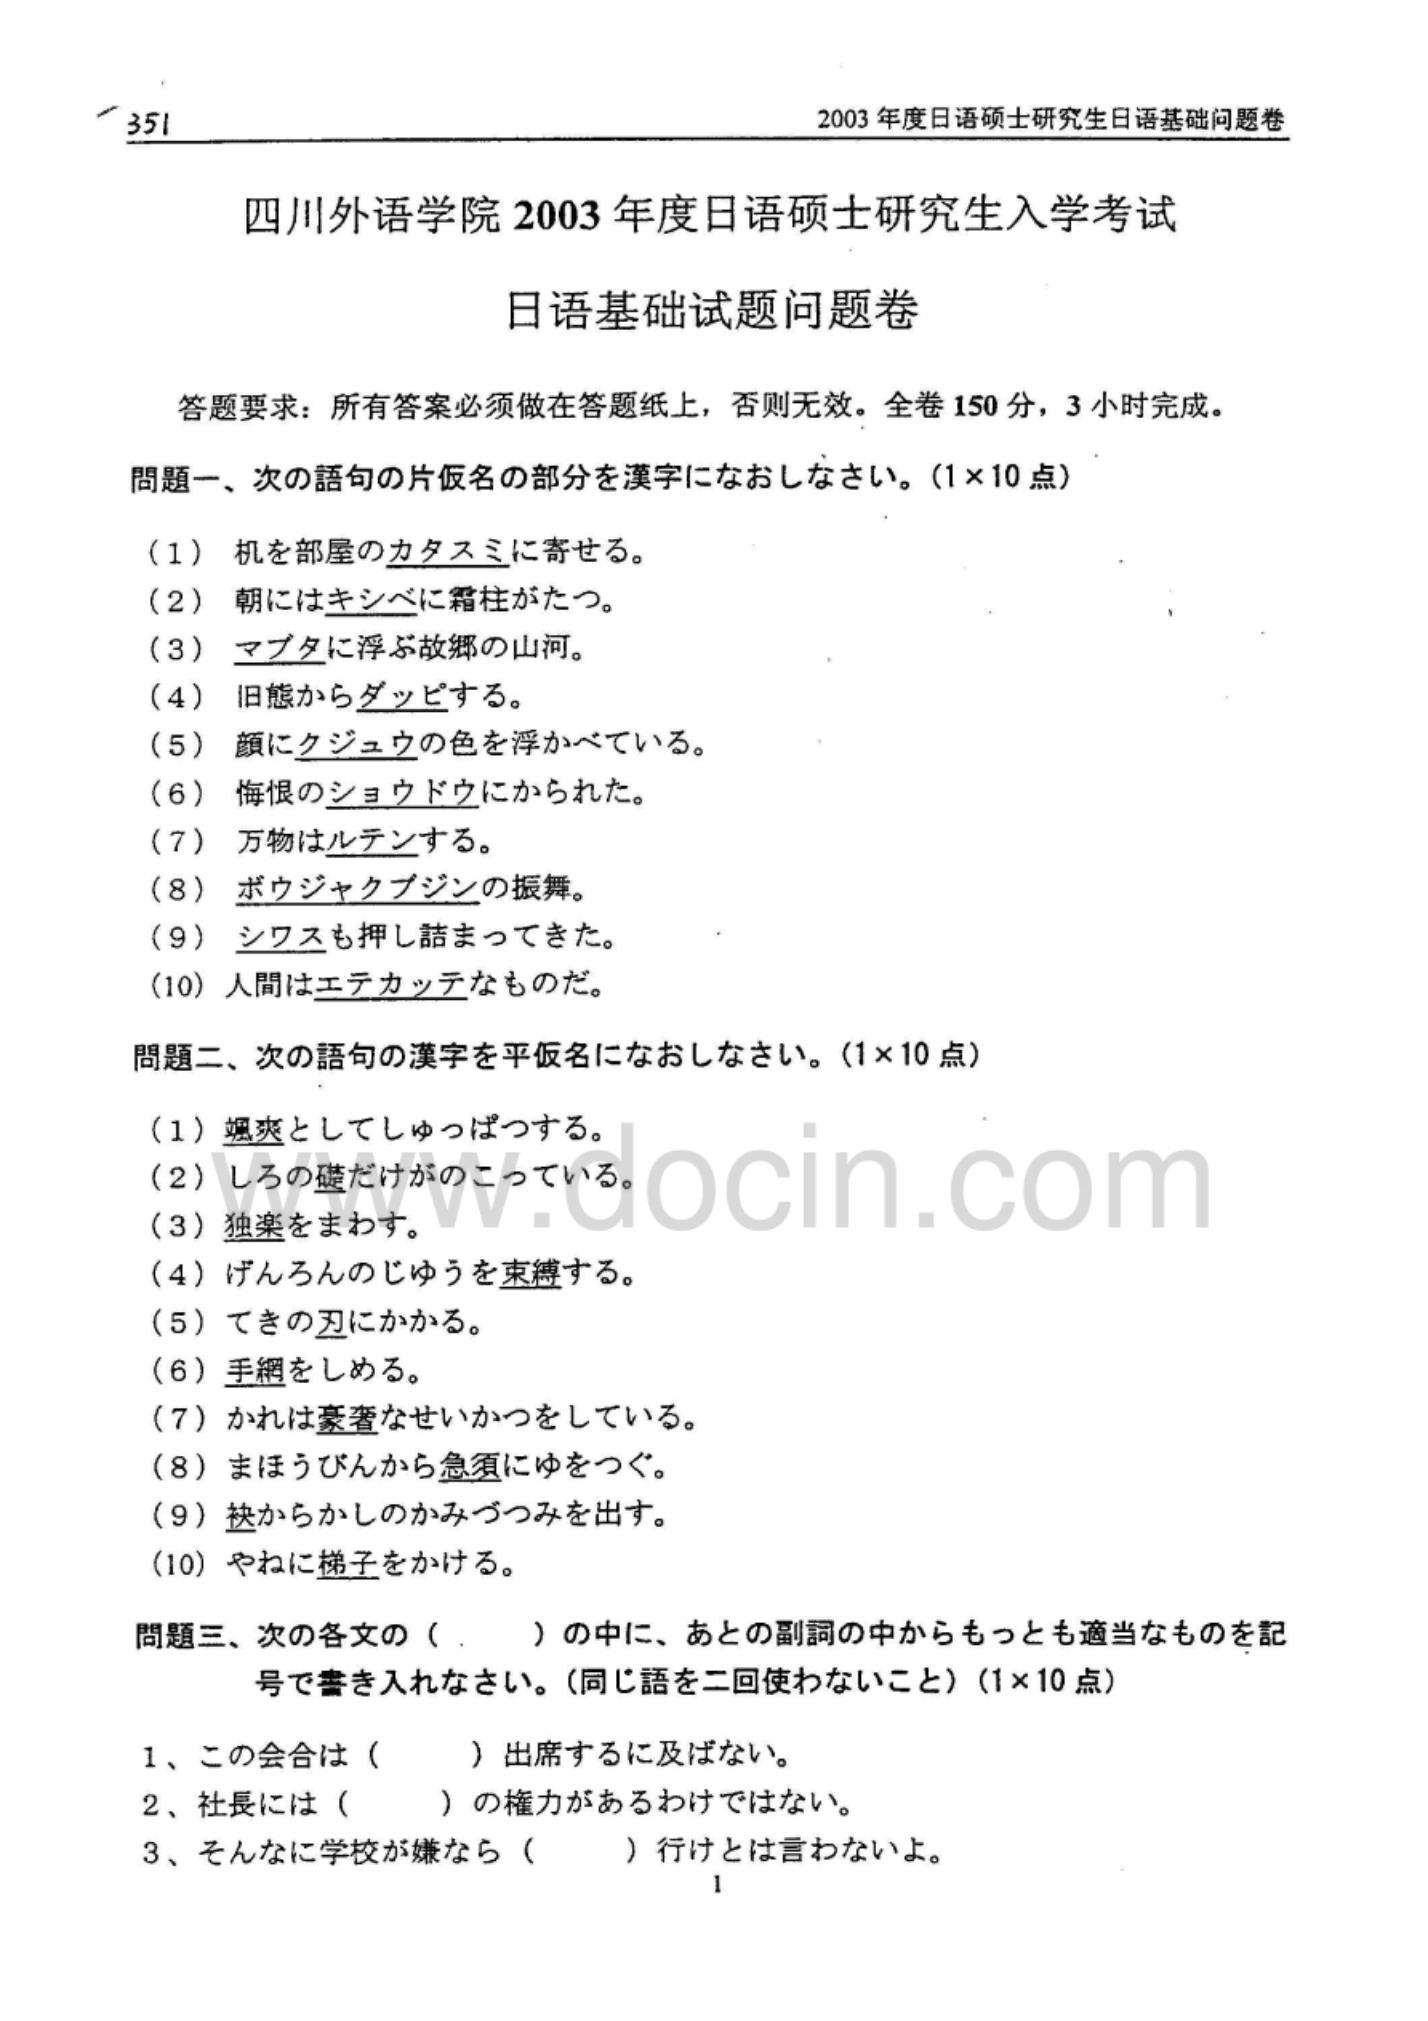 351
2003 年度日语硕士研究生日语基础问题卷
四川外语学院 2003 年度日语硕士研究生入学考试
日语基础试题问题卷
答题要求：所有答案必须做在答题纸上，否则无效。全卷 150 分，3 小时完成。
問題一、次の語句の片仮名の部分を漢字になおしなさい。（1×10 点）
（1） 机を部屋のカタスミに寄せる。
（2） 朝にはキシベに霜柱がたつ。
（3） マブタに浮ぶ故郷の山河。
（4） 旧態からダッピする。
（5） 顔にクジュウの色を浮かべている。
（6） 悔恨のショウドウにかられた。
（7） 万物はルテンする。
（8） ボウジャクブジンの振舞。
（9） シワスも押し詰まってきた。
（10）人間はエテカッテなものだ。
問題二、次の語句の漢字を平仮名になおしなさい。（1×10 点）
（1）颯爽としてしゅっぱつする。
（2）しろの礎だけがのこっている。
（3）独楽をまわす。
（4）げんろんのじゆうを束縛する。
（5）てきの刃にかかる。
（6）手綱をしめる。
（7）かれは豪奢なせいかつをしている。
（8）まほうびんから急須にゆをつぐ。
（9）袂からかしのかみづつみを出す。
（10）やねに梯子をかける。
www.docin.com
問題三、次の各文の（　　）の中に、あとの副詞の中からもっとも適当なものを記
号で書き入れなさい。（同じ語を二回使わないこと）（1×10 点）
1、この会合は（　　）出席するに及ばない。
2、社長には（　　）の権力があるわけではない。
3、そんなに学校が嫌なら（　　）行けとは言わないよ。
1